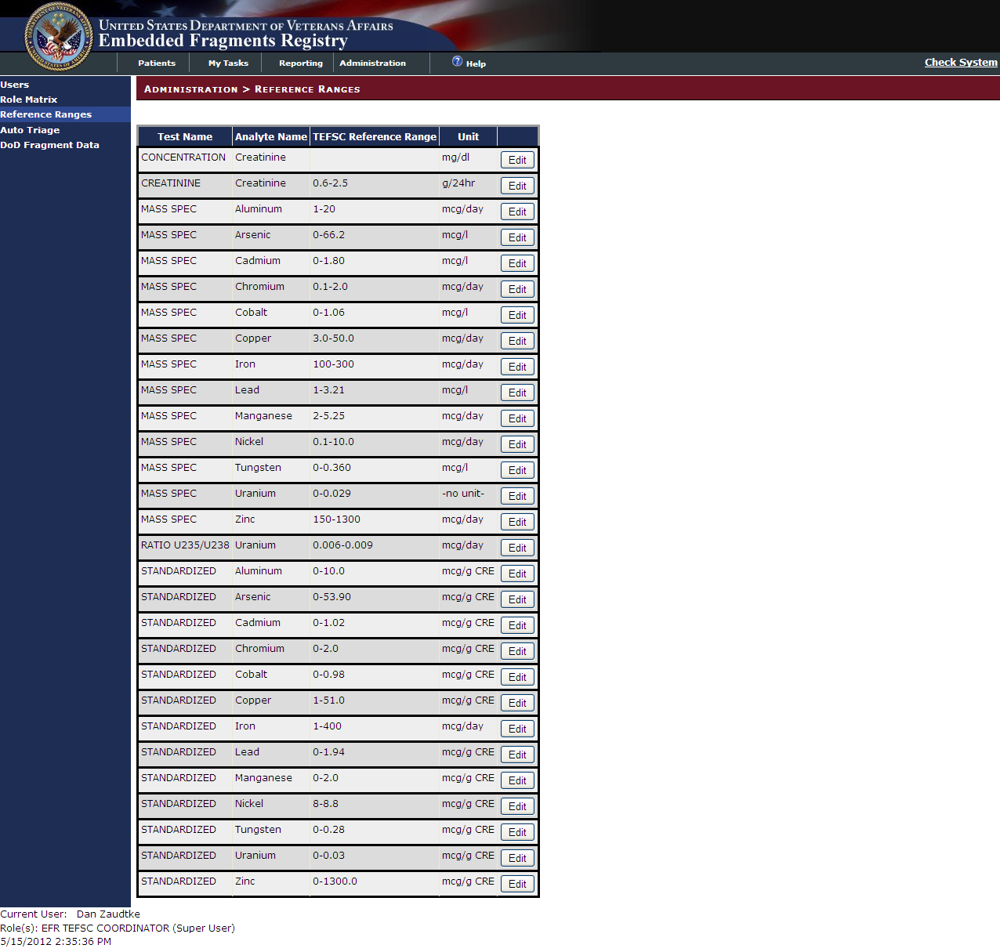 United States Department of Veterans Affairs
Embedded Fragments Registry
Patients My Tasks Reporting Administration ? Help Check System
Users
Role Matrix
Reference Ranges
Auto Triage
DoD Fragment Data
Administration > Reference Ranges
Test Name Analyte Name TEFSC Reference Range Unit
CONCENTRATION Creatinine mg/dl Edit
CREATININE Creatinine 0.6-2.5 g/24hr Edit
MASS SPEC Aluminum 1-20 mcg/day Edit
MASS SPEC Arsenic 0-66.2 mcg/l Edit
MASS SPEC Cadmium 0-1.80 mcg/l Edit
MASS SPEC Chromium 0.1-2.0 mcg/day Edit
MASS SPEC Cobalt 0-1.06 mcg/l Edit
MASS SPEC Copper 3.0-50.0 mcg/day Edit
MASS SPEC Iron 100-300 mcg/day Edit
MASS SPEC Lead 1-3.21 mcg/l Edit
MASS SPEC Manganese 2-5.25 mcg/day Edit
MASS SPEC Nickel 0.1-10.0 mcg/day Edit
MASS SPEC Tungsten 0-0.360 mcg/l Edit
MASS SPEC Uranium 0-0.029 -no unit- Edit
MASS SPEC Zinc 150-1300 mcg/day Edit
RATIO U235/U238 Uranium 0.006-0.009 mcg/day Edit
STANDARDIZED Aluminum 0-10.0 mcg/g CRE Edit
STANDARDIZED Arsenic 0-53.90 mcg/g CRE Edit
STANDARDIZED Cadmium 0-1.02 mcg/g CRE Edit
STANDARDIZED Chromium 0-2.0 mcg/g CRE Edit
STANDARDIZED Cobalt 0-0.98 mcg/g CRE Edit
STANDARDIZED Copper 1-51.0 mcg/g CRE Edit
STANDARDIZED Iron 1-400 mcg/day Edit
STANDARDIZED Lead 0-1.94 mcg/g CRE Edit
STANDARDIZED Manganese 0-2.0 mcg/g CRE Edit
STANDARDIZED Nickel 8-8.8 mcg/g CRE Edit
STANDARDIZED Tungsten 0-0.28 mcg/g CRE Edit
STANDARDIZED Uranium 0-0.03 mcg/g CRE Edit
STANDARDIZED Zinc 0-1300.0 mcg/g CRE Edit
Current User: Dan Zaudtke
Role(s): EFR TEFSC COORDINATOR (Super User)
5/15/2012 2:35:36 PM